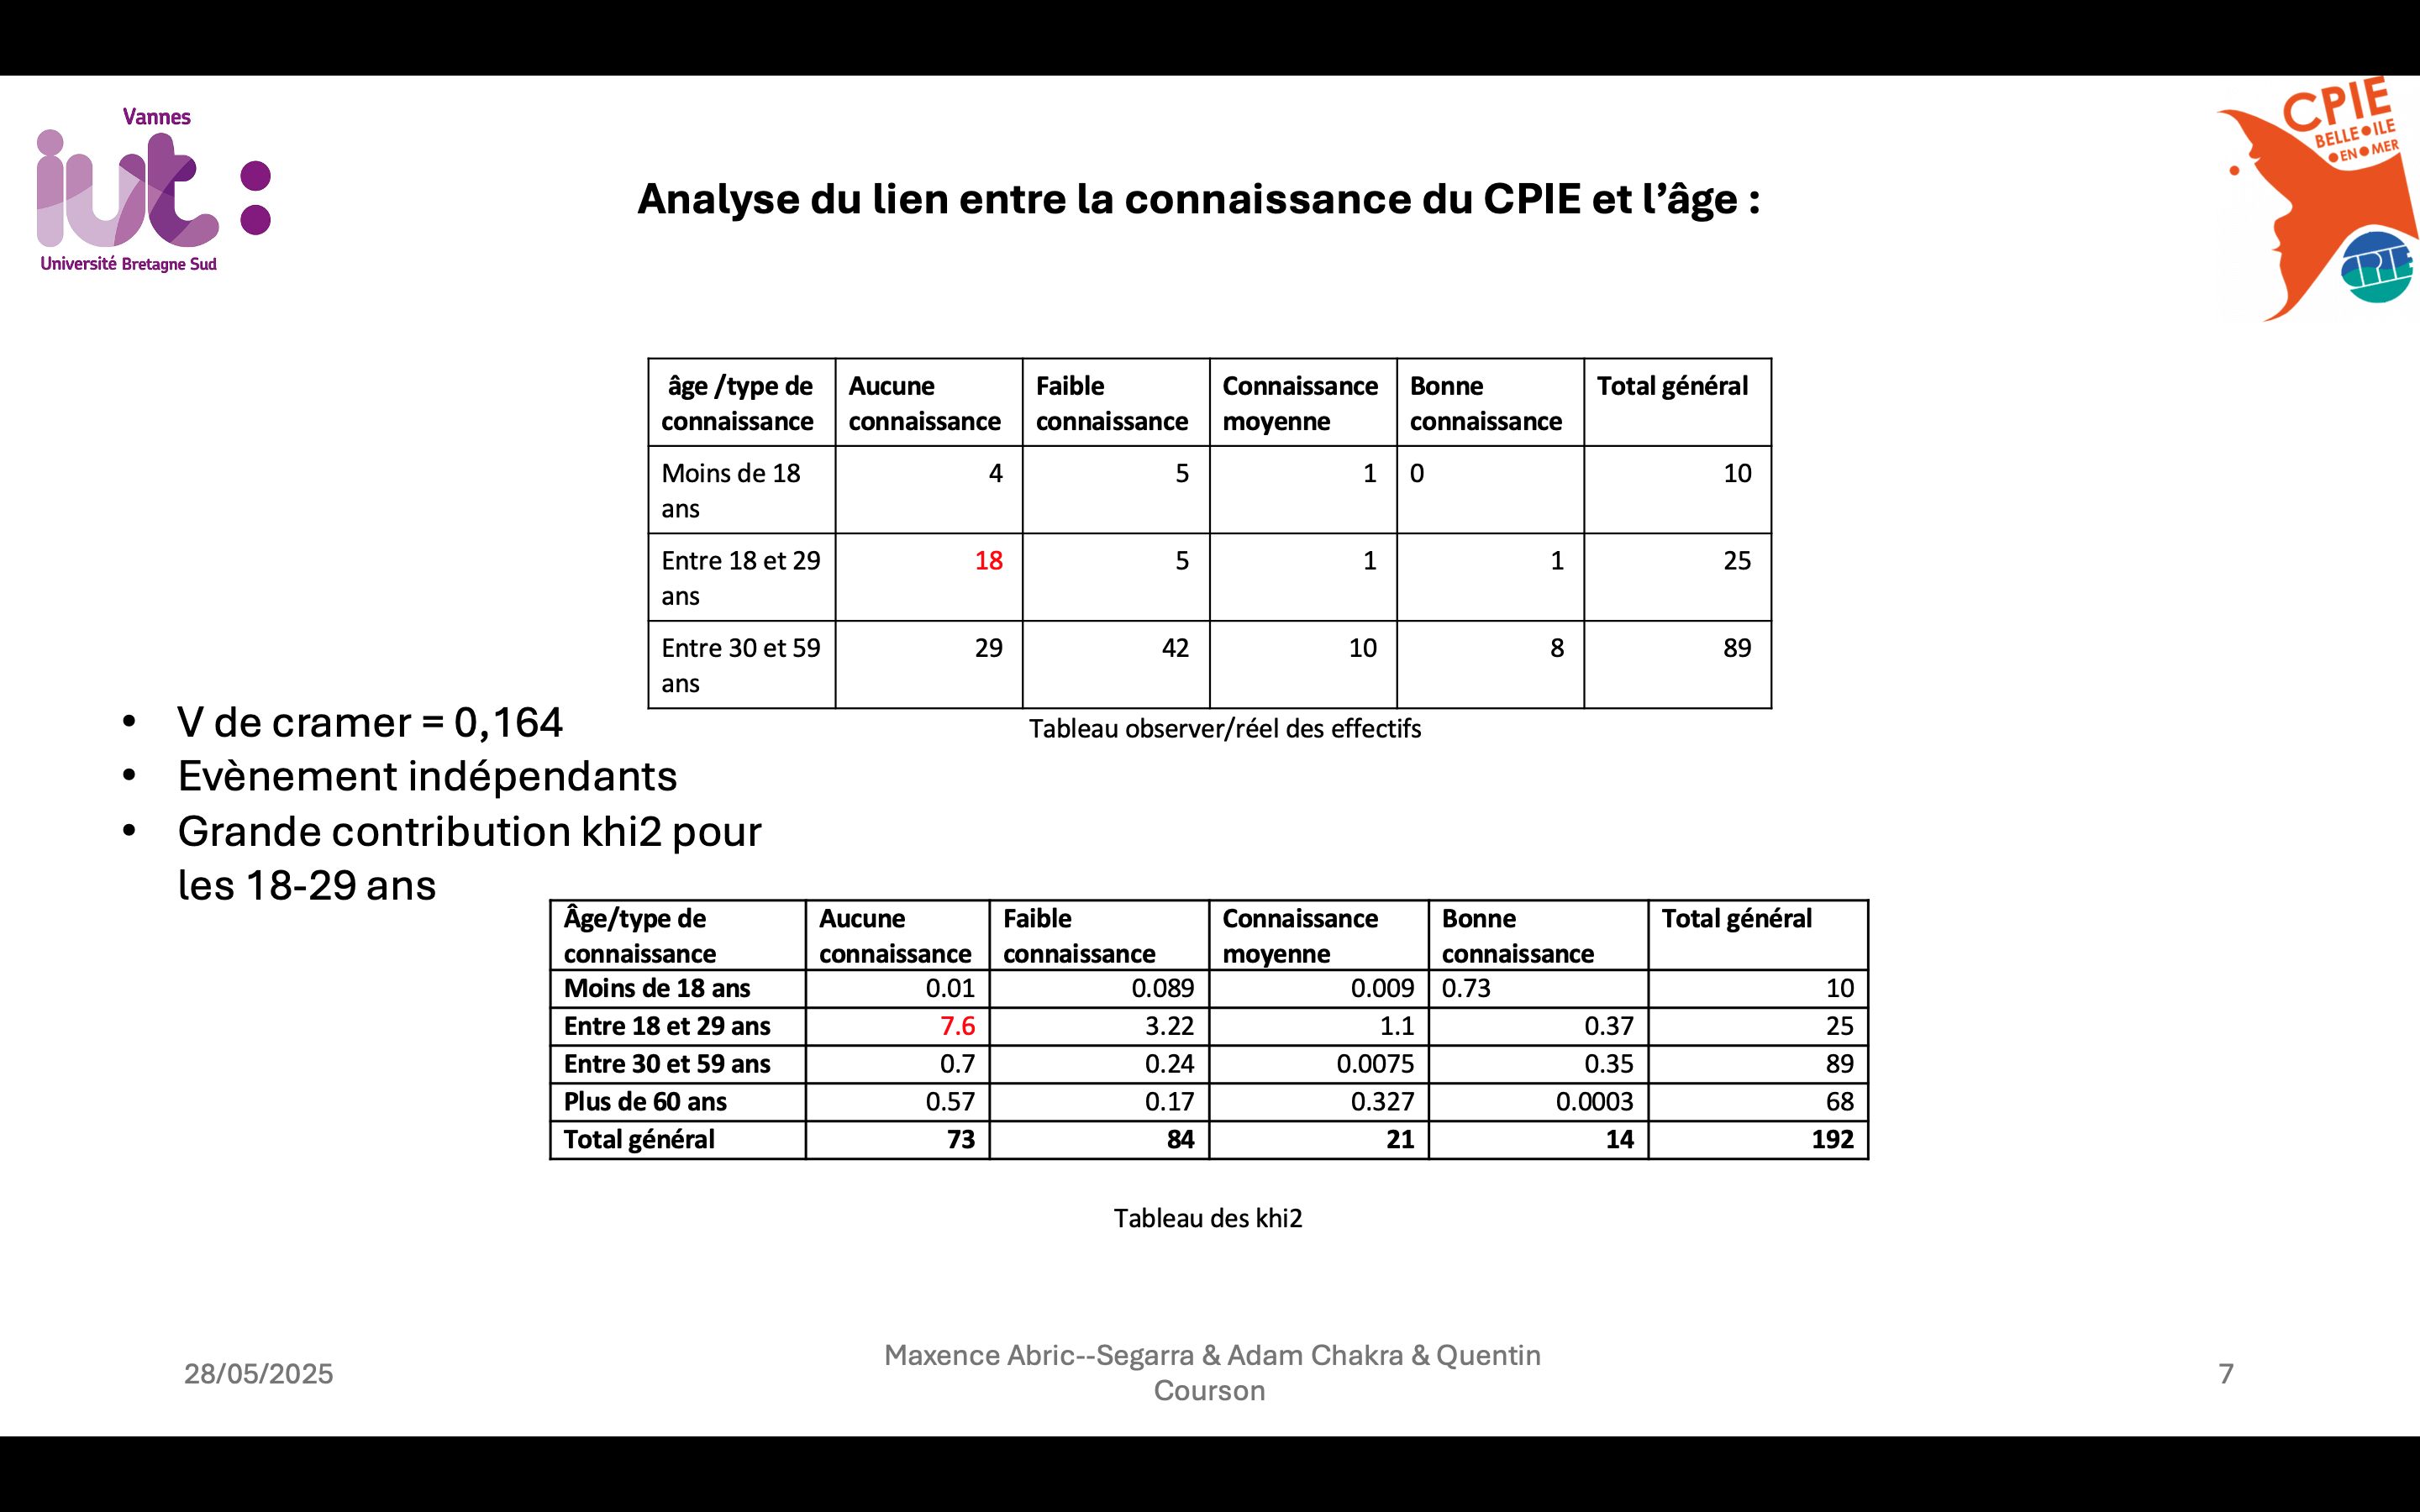 Vannes
iut:
Université Bretagne Sud
CPIE
BELLE•ILE
•EN•MER
CPIE
Analyse du lien entre la connaissance du CPIE et l’âge :
âge /type de connaissance Aucune connaissance Faible connaissance Connaissance moyenne Bonne connaissance Total général
Moins de 18 ans 4 5 1 0 10
Entre 18 et 29 ans 18 5 1 1 25
Entre 30 et 59 ans 29 42 10 8 89
Tableau observer/réel des effectifs
• V de cramer = 0,164
• Evènement indépendants
• Grande contribution khi2 pour
les 18-29 ans
Âge/type de connaissance Aucune connaissance Faible connaissance Connaissance moyenne Bonne connaissance Total général
Moins de 18 ans 0.01 0.089 0.009 0.73 10
Entre 18 et 29 ans 7.6 3.22 1.1 0.37 25
Entre 30 et 59 ans 0.7 0.24 0.0075 0.35 89
Plus de 60 ans 0.57 0.17 0.327 0.0003 68
Total général 73 84 21 14 192
Tableau des khi2
28/05/2025
Maxence Abric--Segarra & Adam Chakra & Quentin
Courson
7